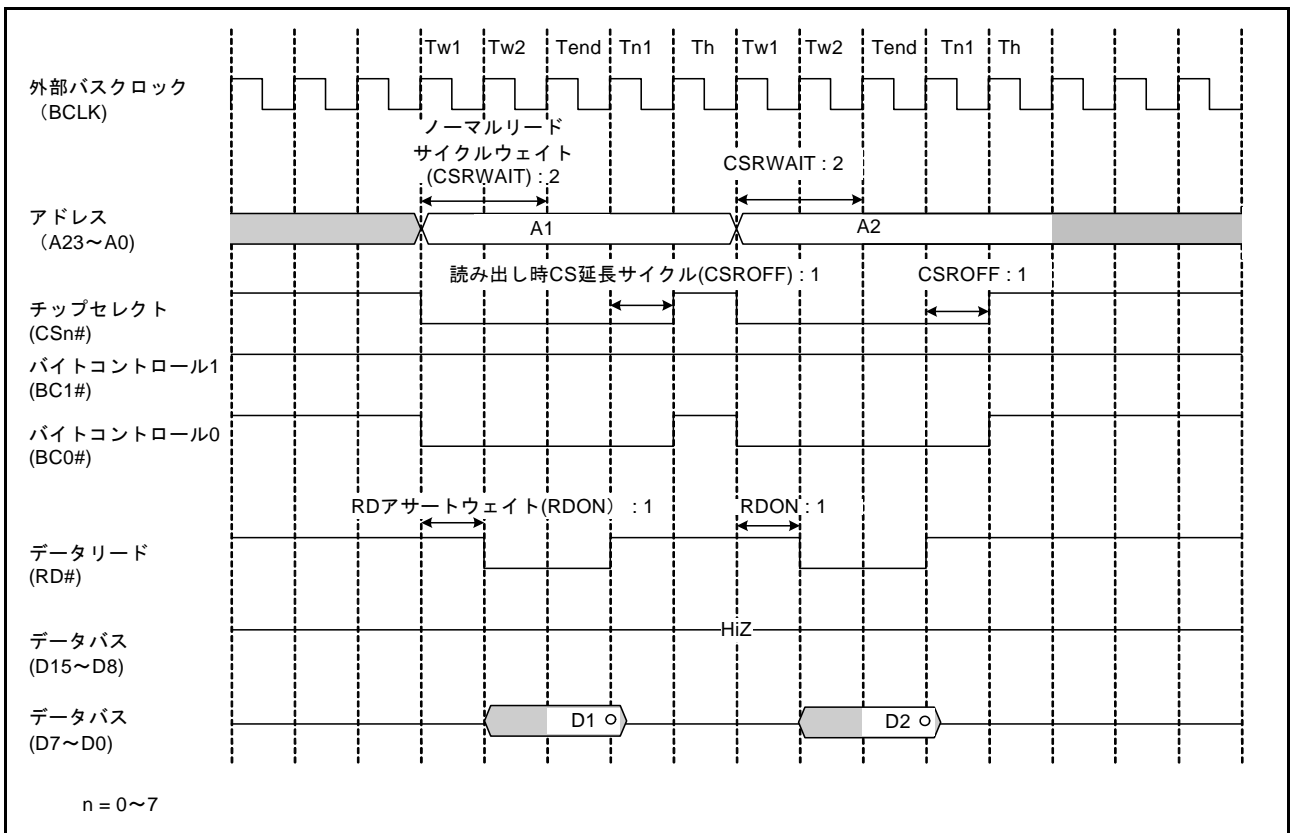 Tw1 Tw2 Tend Tn1 Th Tw1 Tw2 Tend Tn1 Th
外部バスクロック
(BCLK)
ノーマルリード
サイクルウェイト
(CSRWAIT) : 2
CSRWAIT : 2
アドレス
(A23～A0)
A1
A2
読み出し時CS延長サイクル(CSROFF) : 1
CSROFF : 1
チップセレクト
(CSn#)
バイトコントロール1
(BC1#)
バイトコントロール0
(BC0#)
RDアサートウェイト(RDON) : 1
RDON : 1
データリード
(RD#)
データバス
(D15～D8)
HiZ
データバス
(D7～D0)
D1
D2
n = 0～7